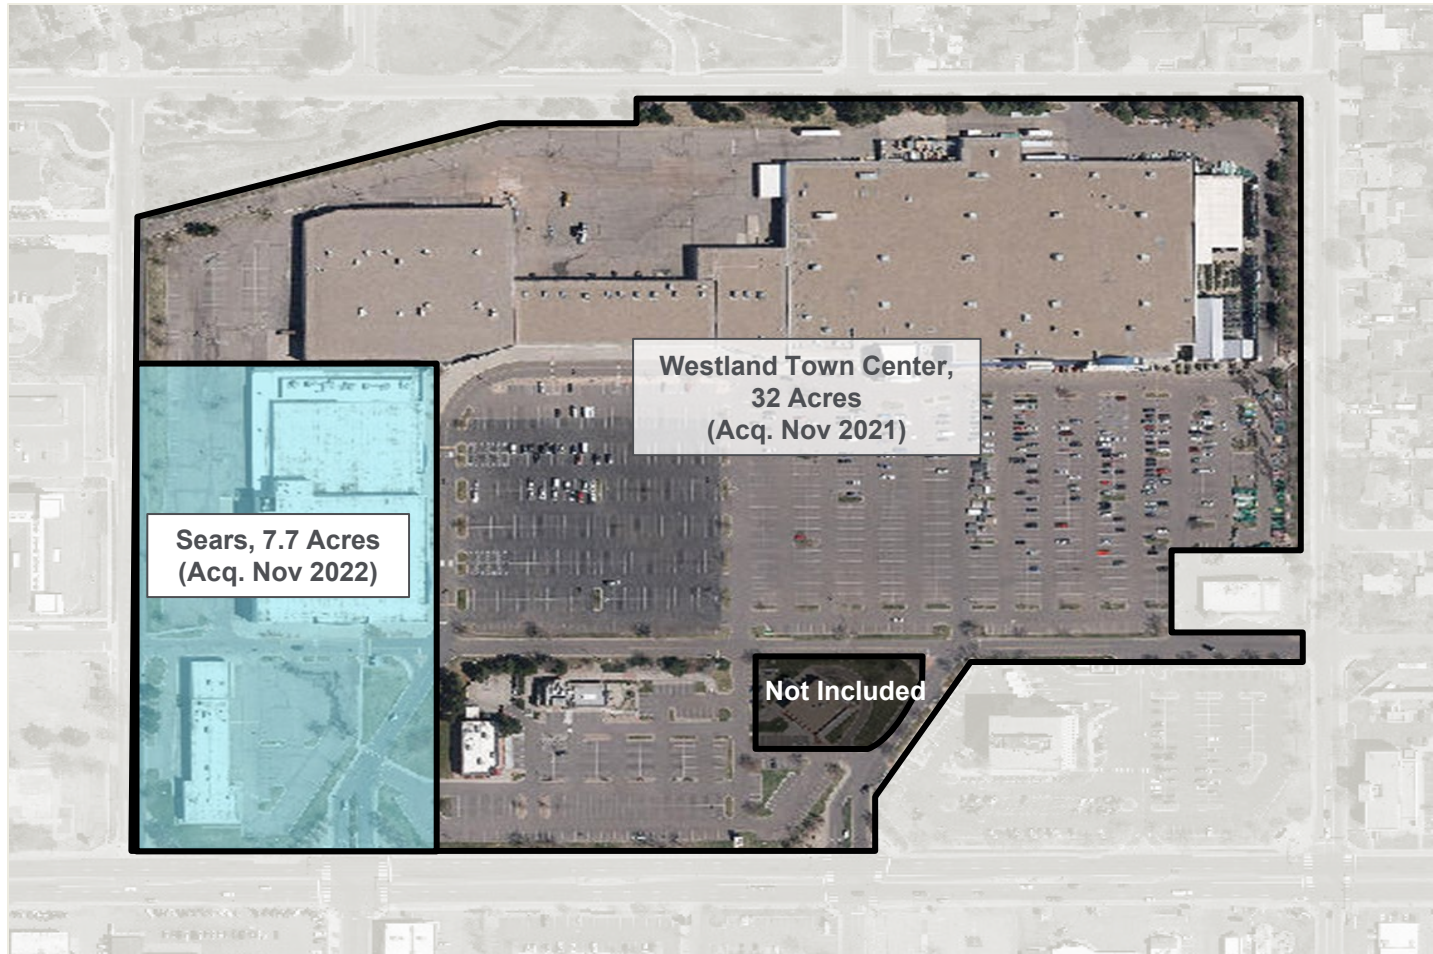 Westland Town Center,
32 Acres
(Acq. Nov 2021)
Sears, 7.7 Acres
(Acq. Nov 2022)
Not Included